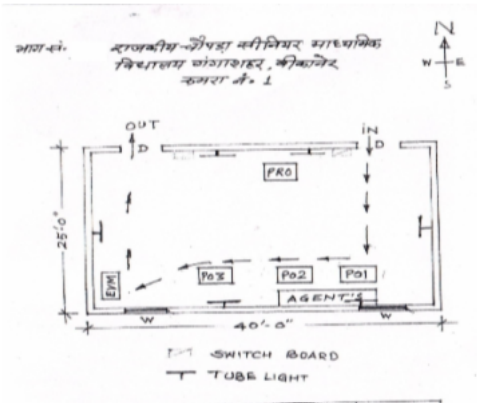 भाग सं.
राजकीय चौपड़ा सीनियर माध्यमिक
विद्यालय गंगाशहर, बीकानेर
कमरा नं. 1
N
W E
S
OUT
IN
D
D
PRO
25'-0"
EVM
PO3
PO2
PO1
AGENT'S
W
W
40'-0"
SWITCH BOARD
TUBE LIGHT